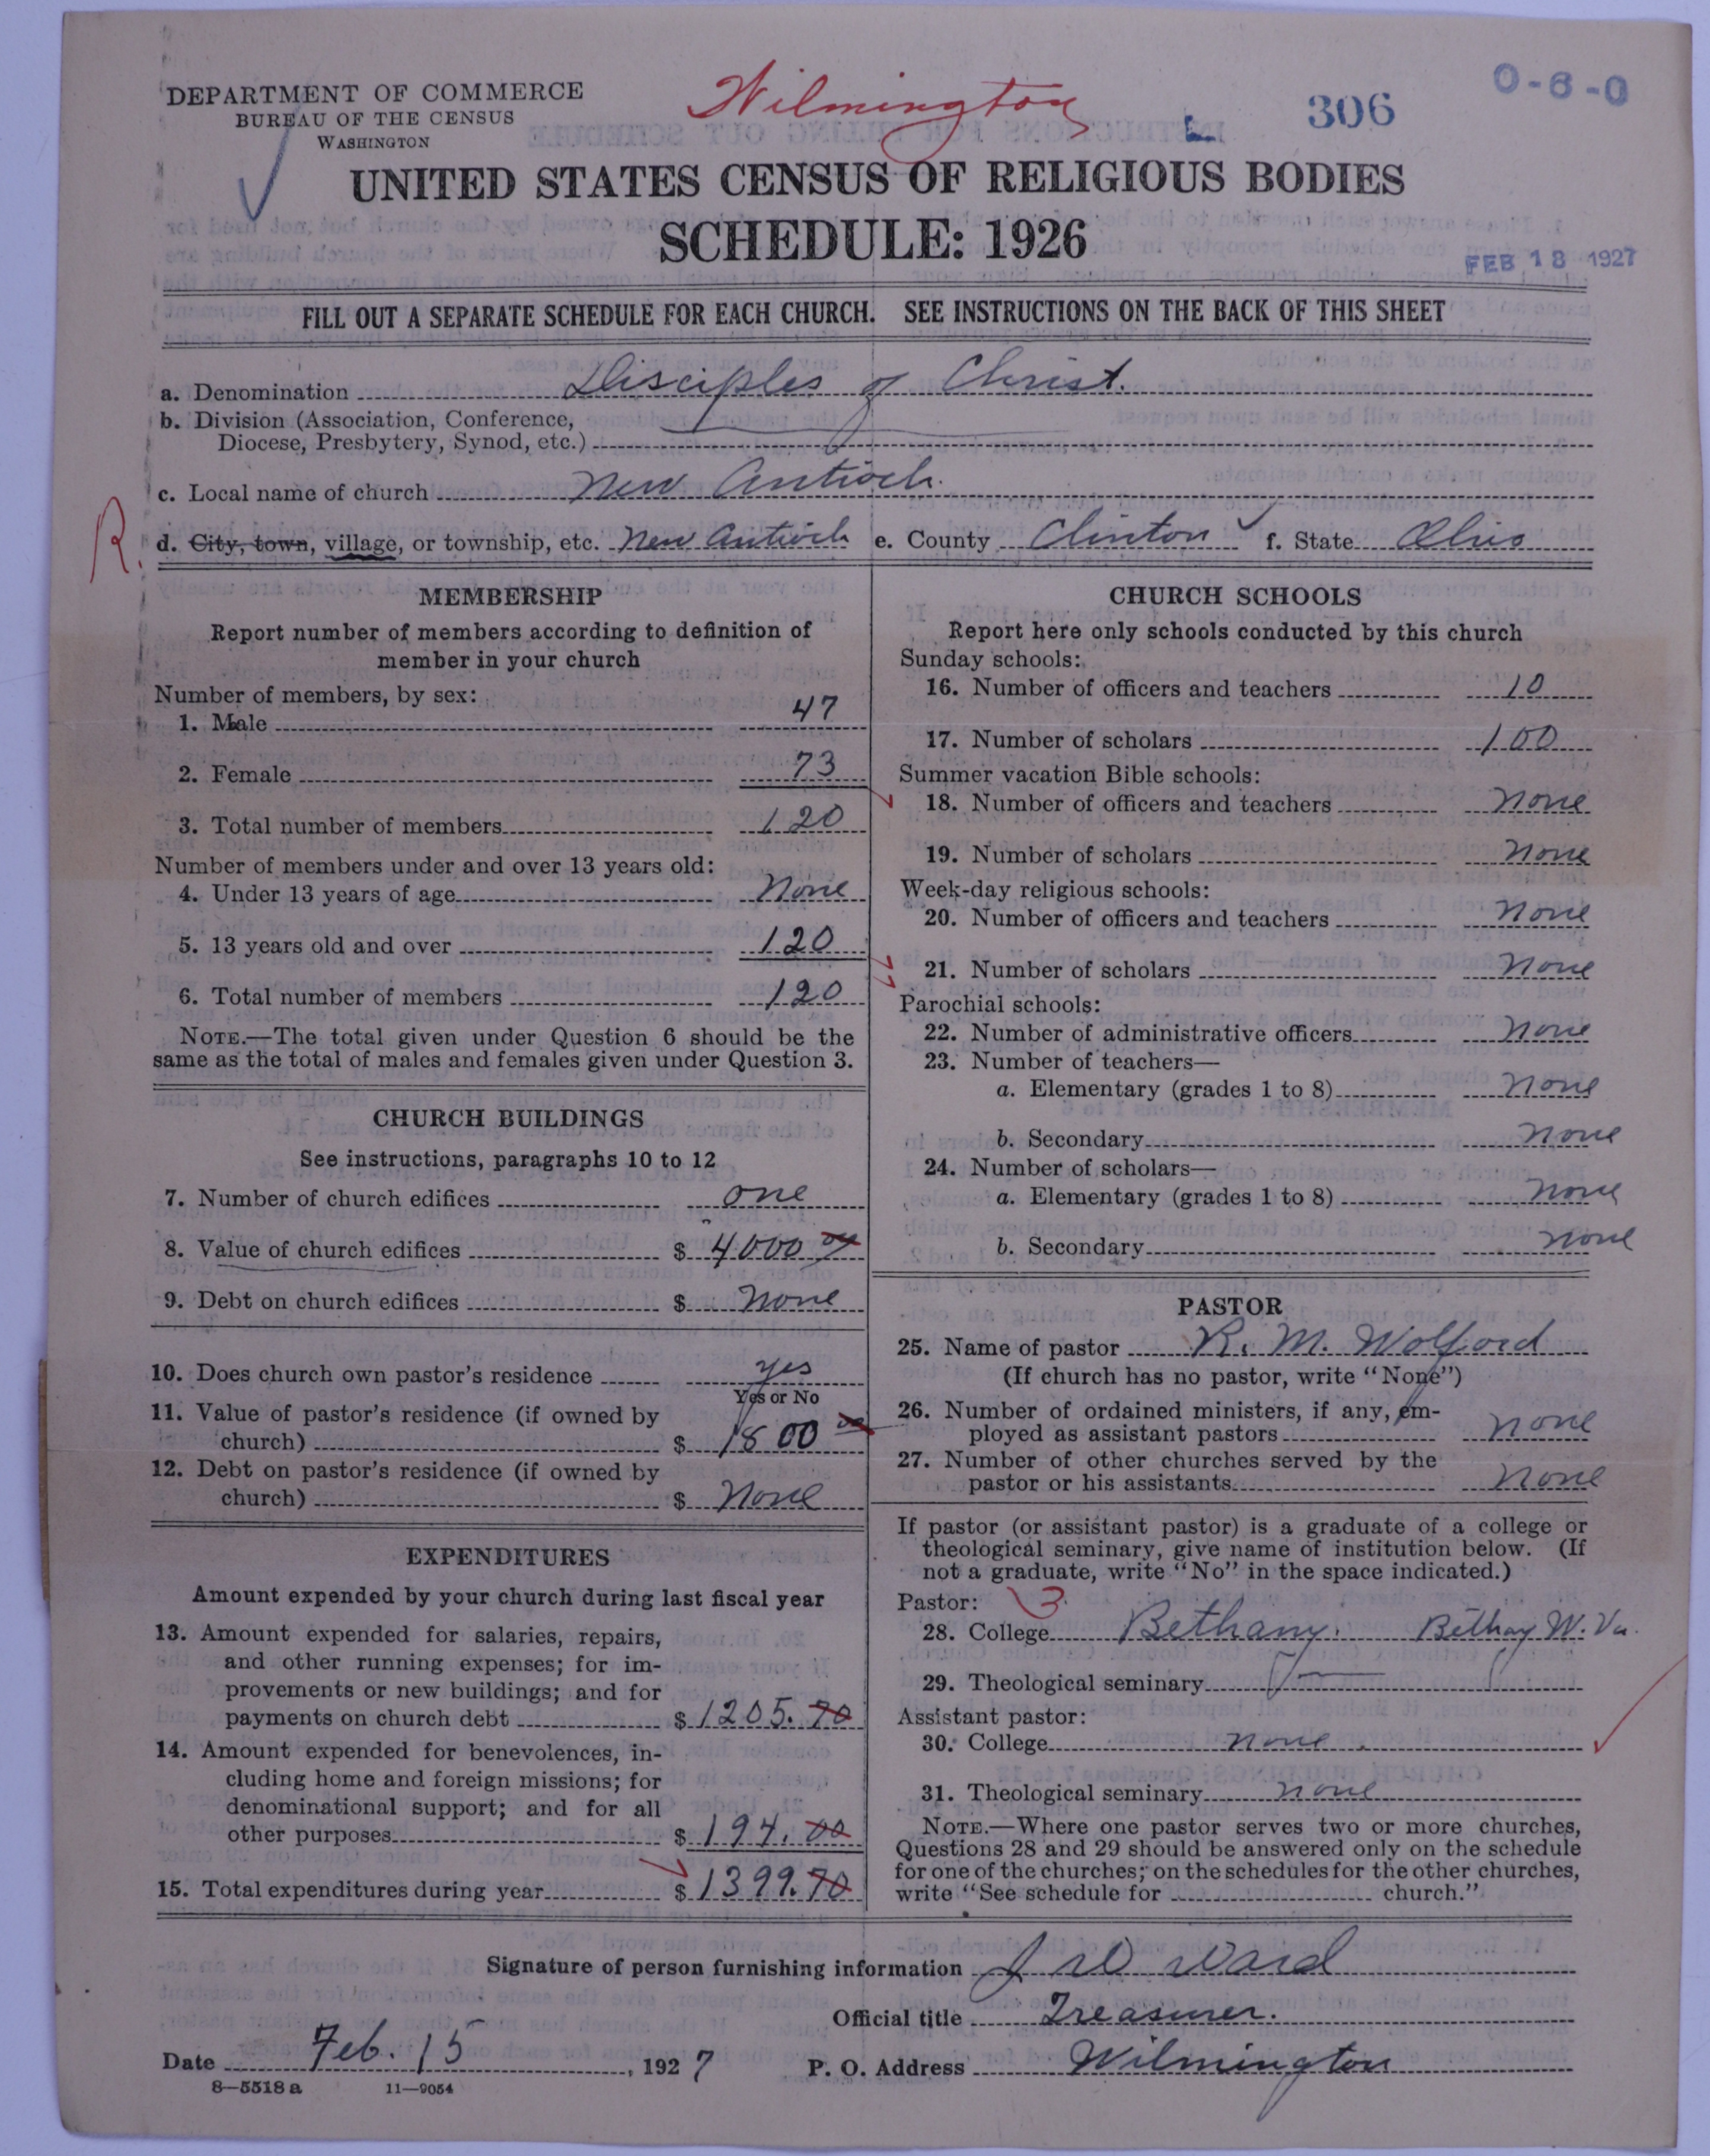 DEPARTMENT OF COMMERCE
BUREAU OF THE CENSUS
WASHINGTON
Wilmington
306
0-6-0
UNITED STATES CENSUS OF RELIGIOUS BODIES
SCHEDULE: 1926
FEB 18 1927
FILL OUT A SEPARATE SCHEDULE FOR EACH CHURCH. SEE INSTRUCTIONS ON THE BACK OF THIS SHEET
a. Denomination Disciples of Christ.
b. Division (Association, Conference,
Diocese, Presbytery, Synod, etc.)
c. Local name of church New Antioch.
R.
d. City, town, village, or township, etc. New Antioch e. County Clinton f. State Ohio
MEMBERSHIP
Report number of members according to definition of
member in your church
Number of members, by sex:
1. Male 47
2. Female 73
3. Total number of members 120
Number of members under and over 13 years old:
4. Under 13 years of age None
5. 13 years old and over 120
6. Total number of members 120
NOTE.—The total given under Question 6 should be the
same as the total of males and females given under Question 3.
CHURCH BUILDINGS
See instructions, paragraphs 10 to 12
7. Number of church edifices one
8. Value of church edifices $ 4000 00
9. Debt on church edifices $ None
10. Does church own pastor's residence yes
Yes or No
11. Value of pastor's residence (if owned by
church) $ 1800 00
12. Debt on pastor's residence (if owned by
church) $ None
EXPENDITURES
Amount expended by your church during last fiscal year
13. Amount expended for salaries, repairs,
and other running expenses; for im-
provements or new buildings; and for
payments on church debt $ 1205.70
14. Amount expended for benevolences, in-
cluding home and foreign missions; for
denominational support; and for all
other purposes $ 194.00
15. Total expenditures during year $ 1399.70
CHURCH SCHOOLS
Report here only schools conducted by this church
Sunday schools:
16. Number of officers and teachers 10
17. Number of scholars 100
Summer vacation Bible schools:
18. Number of officers and teachers None
19. Number of scholars None
Week-day religious schools:
20. Number of officers and teachers None
21. Number of scholars None
Parochial schools:
22. Number of administrative officers None
23. Number of teachers—
a. Elementary (grades 1 to 8) None
b. Secondary None
24. Number of scholars—
a. Elementary (grades 1 to 8) None
b. Secondary None
PASTOR
25. Name of pastor R. M. Wolford
(If church has no pastor, write "None")
26. Number of ordained ministers, if any, em-
ployed as assistant pastors None
27. Number of other churches served by the
pastor or his assistants None
If pastor (or assistant pastor) is a graduate of a college or
theological seminary, give name of institution below. (If
not a graduate, write "No" in the space indicated.)
Pastor: 3
28. College Bethany. Bethay W. Va.
29. Theological seminary
Assistant pastor:
30. College None
31. Theological seminary None
NOTE.—Where one pastor serves two or more churches,
Questions 28 and 29 should be answered only on the schedule
for one of the churches; on the schedules for the other churches,
write "See schedule for church."
Signature of person furnishing information J W Ward
Official title Treasurer.
Date Feb. 15, 1927 P. O. Address Wilmington
8—5518 a 11—9054